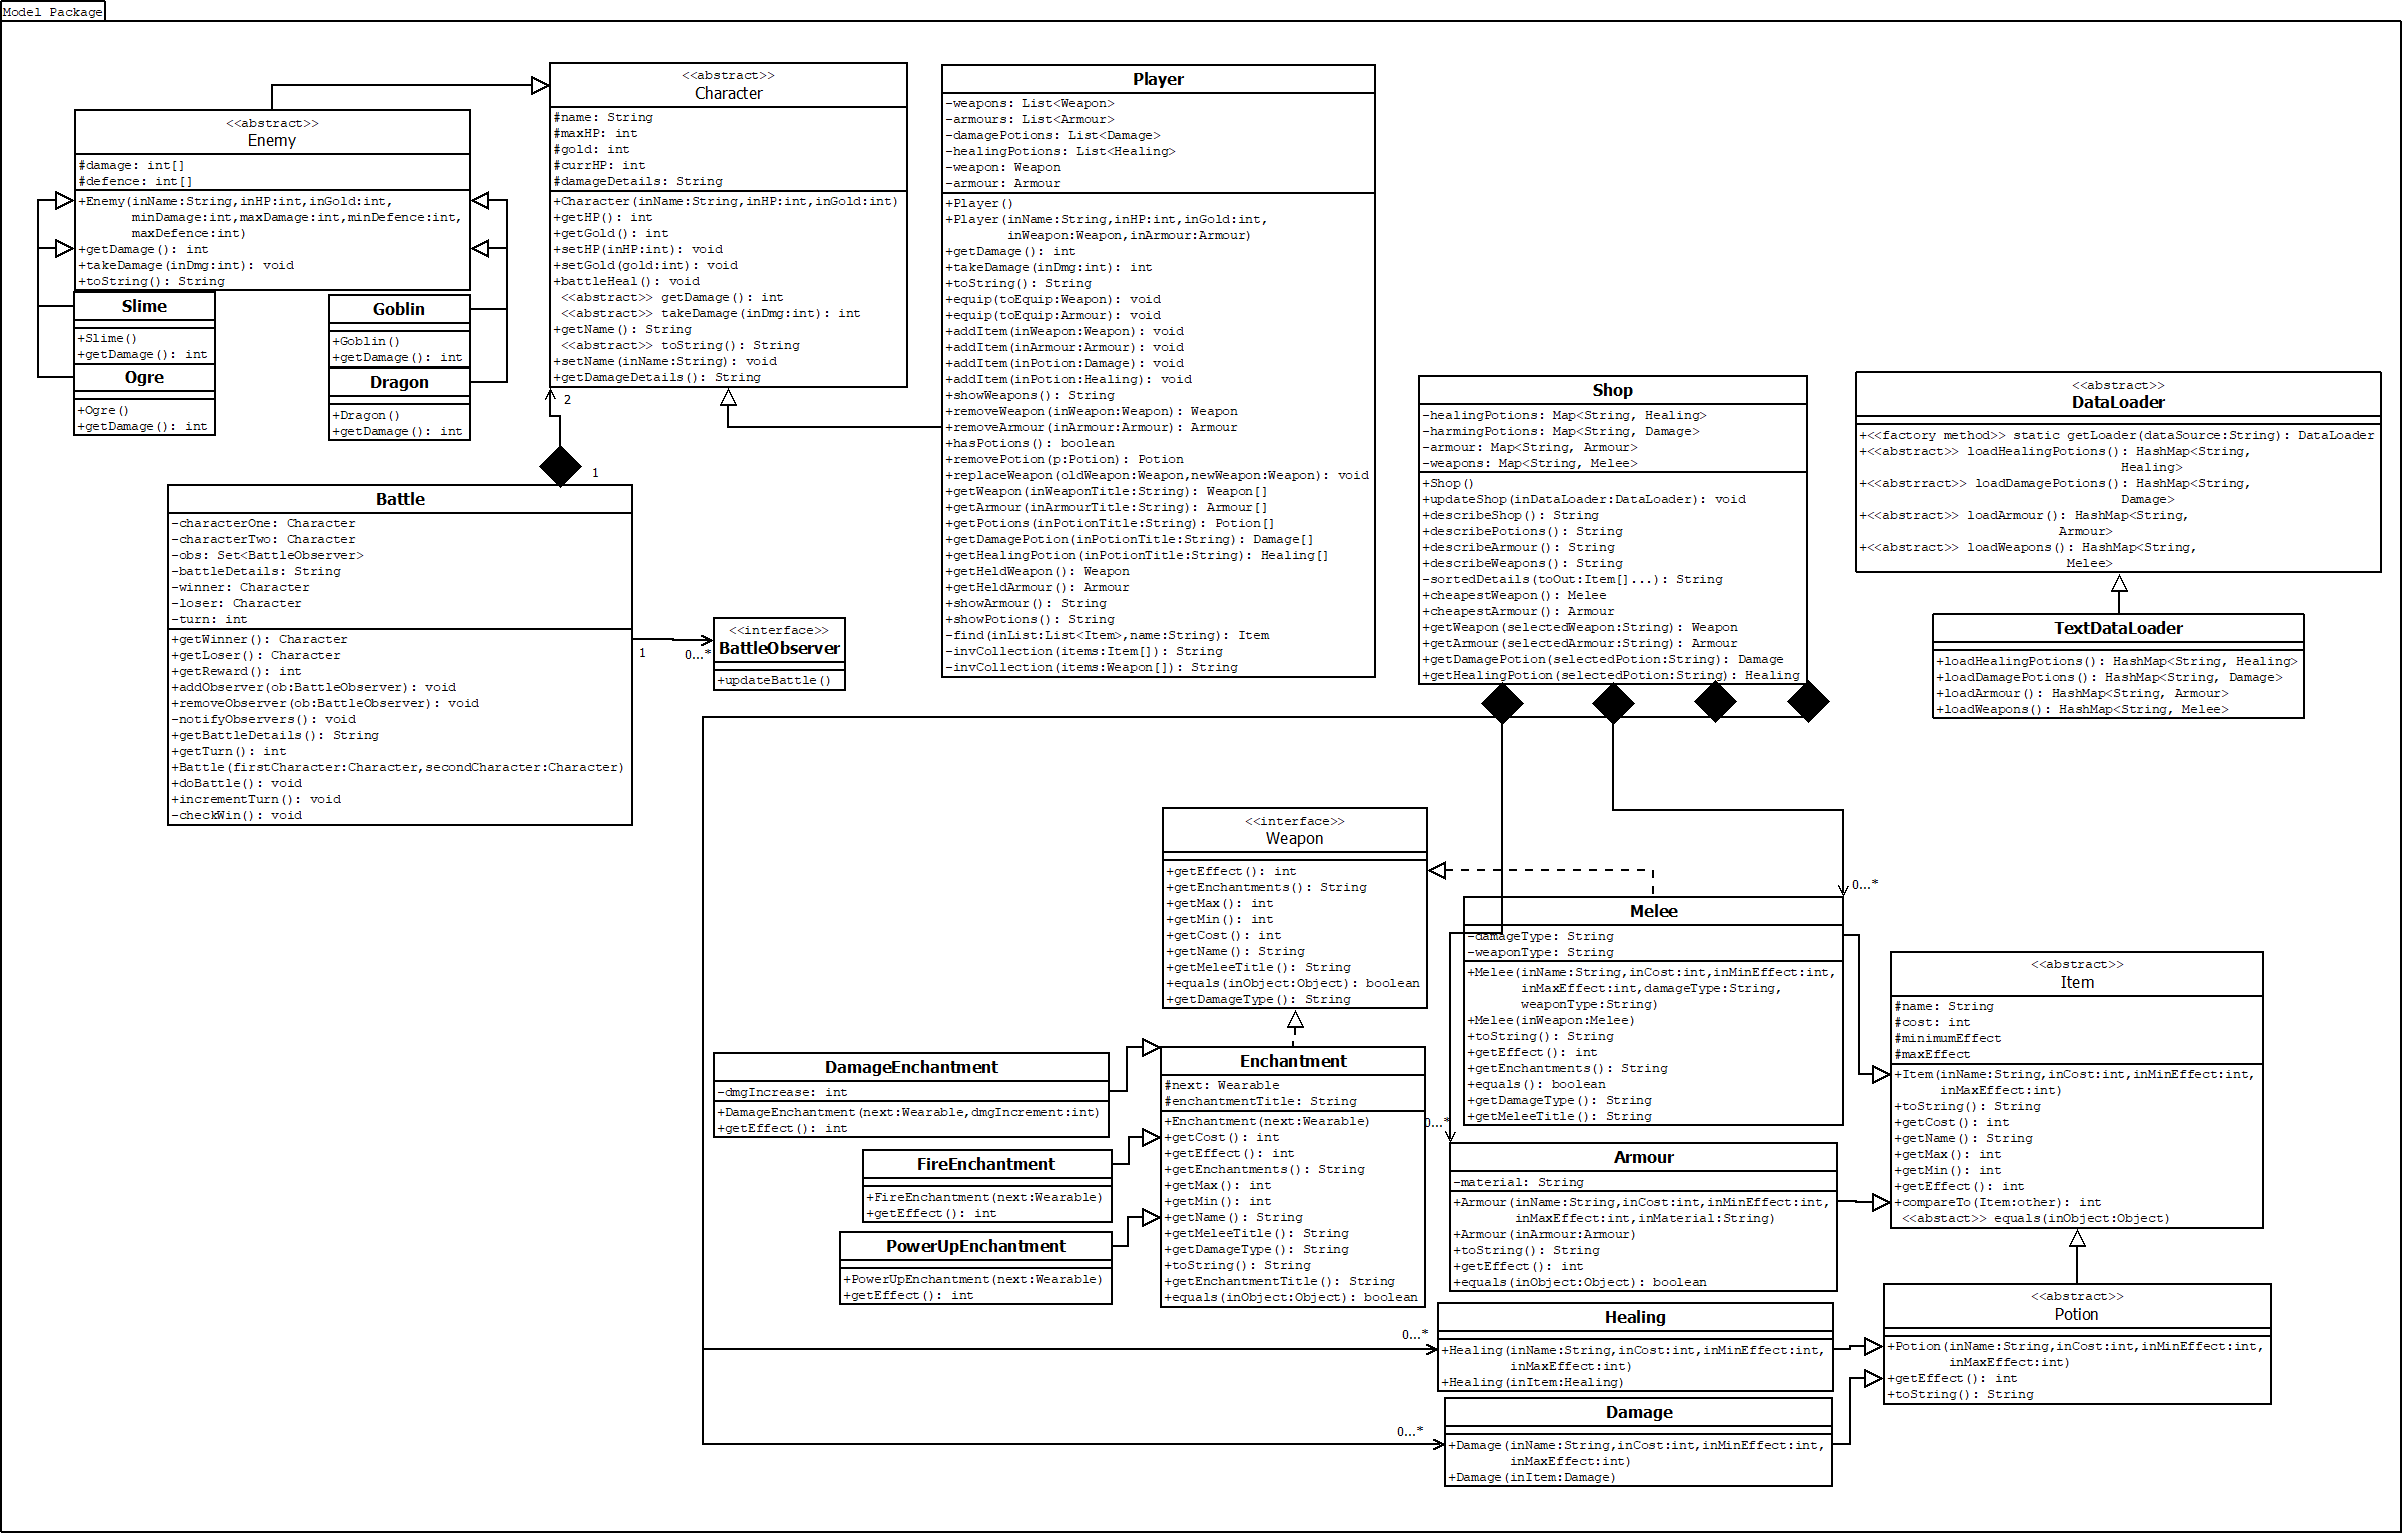 Model Package
<<abstract>>
Enemy
#damage: int[]
#defence: int[]
+Enemy(inName:String,inHP:int,inGold:int,
minDamage:int,maxDamage:int,minDefence:int,
maxDefence:int)
+getDamage(): int
+takeDamage(inDmg:int): void
+toString(): String
Slime
+Slime()
+getDamage(): int
Ogre
+Ogre()
+getDamage(): int
Goblin
+Goblin()
+getDamage(): int
Dragon
+Dragon()
+getDamage(): int
<<abstract>>
Character
#name: String
#maxHP: int
#gold: int
#currHP: int
#damageDetails: String
+Character(inName:String,inHP:int,inGold:int)
+getHP(): int
+getGold(): int
+setHP(inHP:int): void
+setGold(gold:int): void
+battleHeal(): void
<<abstract>> getDamage(): int
<<abstract>> takeDamage(inDmg:int): int
+getName(): String
<<abstract>> toString(): String
+setName(inName:String): void
+getDamageDetails(): String
2
1
Battle
-characterOne: Character
-characterTwo: Character
-obs: Set<BattleObserver>
-battleDetails: String
-winner: Character
-loser: Character
-turn: int
+getWinner(): Character
+getLoser(): Character
+getReward(): int
+addObserver(ob:BattleObserver): void
+removeObserver(ob:BattleObserver): void
-notifyObservers(): void
+getBattleDetails(): String
+getTurn(): int
+Battle(firstCharacter:Character,secondCharacter:Character)
+doBattle(): void
+incrementTurn(): void
-checkWin(): void
1
0...*
<<interface>>
BattleObserver
+updateBattle()
Player
-weapons: List<Weapon>
-armours: List<Armour>
-damagePotions: List<Damage>
-healingPotions: List<Healing>
-weapon: Weapon
-armour: Armour
+Player()
+Player(inName:String,inHP:int,inGold:int,
inWeapon:Weapon,inArmour:Armour)
+getDamage(): int
+takeDamage(inDmg:int): int
+toString(): String
+equip(toEquip:Weapon): void
+equip(toEquip:Armour): void
+addItem(inWeapon:Weapon): void
+addItem(inArmour:Armour): void
+addItem(inPotion:Damage): void
+addItem(inPotion:Healing): void
+showWeapons(): String
+removeWeapon(inWeapon:Weapon): Weapon
+removeArmour(inArmour:Armour): Armour
+hasPotions(): boolean
+removePotion(p:Potion): Potion
+replaceWeapon(oldWeapon:Weapon,newWeapon:Weapon): void
+getWeapon(inWeaponTitle:String): Weapon[]
+getArmour(inArmourTitle:String): Armour[]
+getPotions(inPotionTitle:String): Potion[]
+getDamagePotion(inPotionTitle:String): Damage[]
+getHealingPotion(inPotionTitle:String): Healing[]
+getHeldWeapon(): Weapon
+getHeldArmour(): Armour
+showArmour(): String
+showPotions(): String
-find(inList:List<Item>,name:String): Item
-invCollection(items:Item[]): String
-invCollection(items:Weapon[]): String
Shop
-healingPotions: Map<String, Healing>
-harmingPotions: Map<String, Damage>
-armour: Map<String, Armour>
-weapons: Map<String, Melee>
+Shop()
+updateShop(inDataLoader:DataLoader): void
+describeShop(): String
+describePotions(): String
+describeArmour(): String
+describeWeapons(): String
-sortedDetails(toOut:Item[]...): String
+cheapestWeapon(): Melee
+cheapestArmour(): Armour
+getWeapon(selectedWeapon:String): Weapon
+getArmour(selectedArmour:String): Armour
+getDamagePotion(selectedPotion:String): Damage
+getHealingPotion(selectedPotion:String): Healing
<<abstract>>
DataLoader
+<<factory method>> static getLoader(dataSource:String): DataLoader
+<<abstract>> loadHealingPotions(): HashMap<String,
Healing>
+<<abstrract>> loadDamagePotions(): HashMap<String,
Damage>
+<<abstract>> loadArmour(): HashMap<String,
Armour>
+<<abstract>> loadWeapons(): HashMap<String,
Melee>
TextDataLoader
+loadHealingPotions(): HashMap<String, Healing>
+loadDamagePotions(): HashMap<String, Damage>
+loadArmour(): HashMap<String, Armour>
+loadWeapons(): HashMap<String, Melee>
<<interface>>
Weapon
+getEffect(): int
+getEnchantments(): String
+getMax(): int
+getMin(): int
+getCost(): int
+getName(): String
+getMeleeTitle(): String
+equals(inObject:Object): boolean
+getDamageType(): String
0...*
Melee
-damageType: String
-weaponType: String
+Melee(inName:String,inCost:int,inMinEffect:int,
inMaxEffect:int,damageType:String,
weaponType:String)
+Melee(inWeapon:Melee)
+toString(): String
+getEffect(): int
+getEnchantments(): String
+equals(): boolean
+getDamageType(): String
+getMeleeTitle(): String
<<abstract>>
Item
#name: String
#cost: int
#minimumEffect
#maxEffect
+Item(inName:String,inCost:int,inMinEffect:int,
inMaxEffect:int)
+toString(): String
+getCost(): int
+getName(): String
+getMax(): int
+getMin(): int
+getEffect(): int
+compareTo(Item:other): int
<<abstact>> equals(inObject:Object)
DamageEnchantment
-dmgIncrease: int
+DamageEnchantment(next:Wearable,dmgIncrement:int)
+getEffect(): int
FireEnchantment
+FireEnchantment(next:Wearable)
+getEffect(): int
PowerUpEnchantment
+PowerUpEnchantment(next:Wearable)
+getEffect(): int
Enchantment
#next: Wearable
#enchantmentTitle: String
+Enchantment(next:Wearable)
+getCost(): int
+getEffect(): int
+getEnchantments(): String
+getMax(): int
+getMin(): int
+getName(): String
+getMeleeTitle(): String
+getDamageType(): String
+toString(): String
+getEnchantmentTitle(): String
+equals(inObject:Object): boolean
0...*
Armour
-material: String
+Armour(inName:String,inCost:int,inMinEffect:int,
inMaxEffect:int,inMaterial:String)
+Armour(inArmour:Armour)
+toString(): String
+getEffect(): int
+equals(inObject:Object): boolean
0...*
Healing
+Healing(inName:String,inCost:int,inMinEffect:int,
inMaxEffect:int)
+Healing(inItem:Healing)
<<abstract>>
Potion
+Potion(inName:String,inCost:int,inMinEffect:int,
inMaxEffect:int)
+getEffect(): int
+toString(): String
0...*
Damage
+Damage(inName:String,inCost:int,inMinEffect:int,
inMaxEffect:int)
+Damage(inItem:Damage)